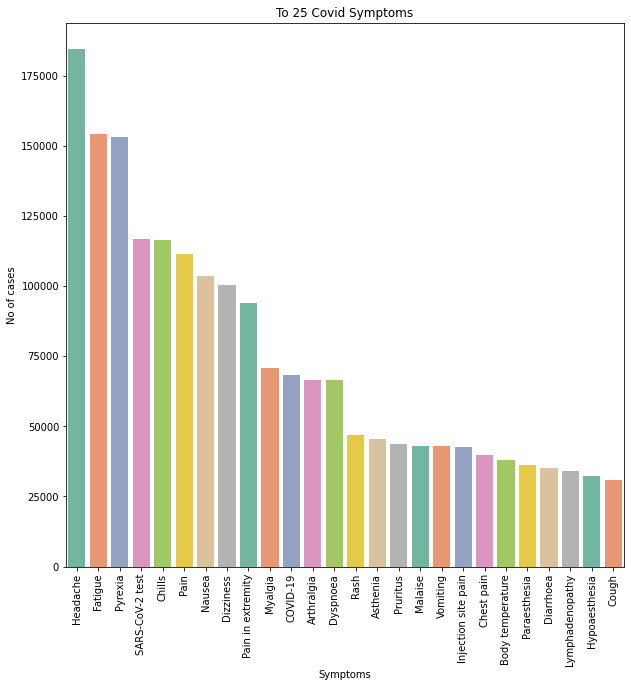 To 25 Covid Symptoms
175000
150000
125000
100000
75000
50000
25000
0
No of cases
Headache
Fatigue
Pyrexia
SARS-CoV-2 test
Chills
Pain
Nausea
Dizziness
Pain in extremity
Myalgia
COVID-19
Arthralgia
Dyspnoea
Rash
Asthenia
Pruritus
Malaise
Vomiting
Injection site pain
Chest pain
Body temperature
Paraesthesia
Diarrhoea
Lymphadenopathy
Hypoaesthesia
Cough
Symptoms